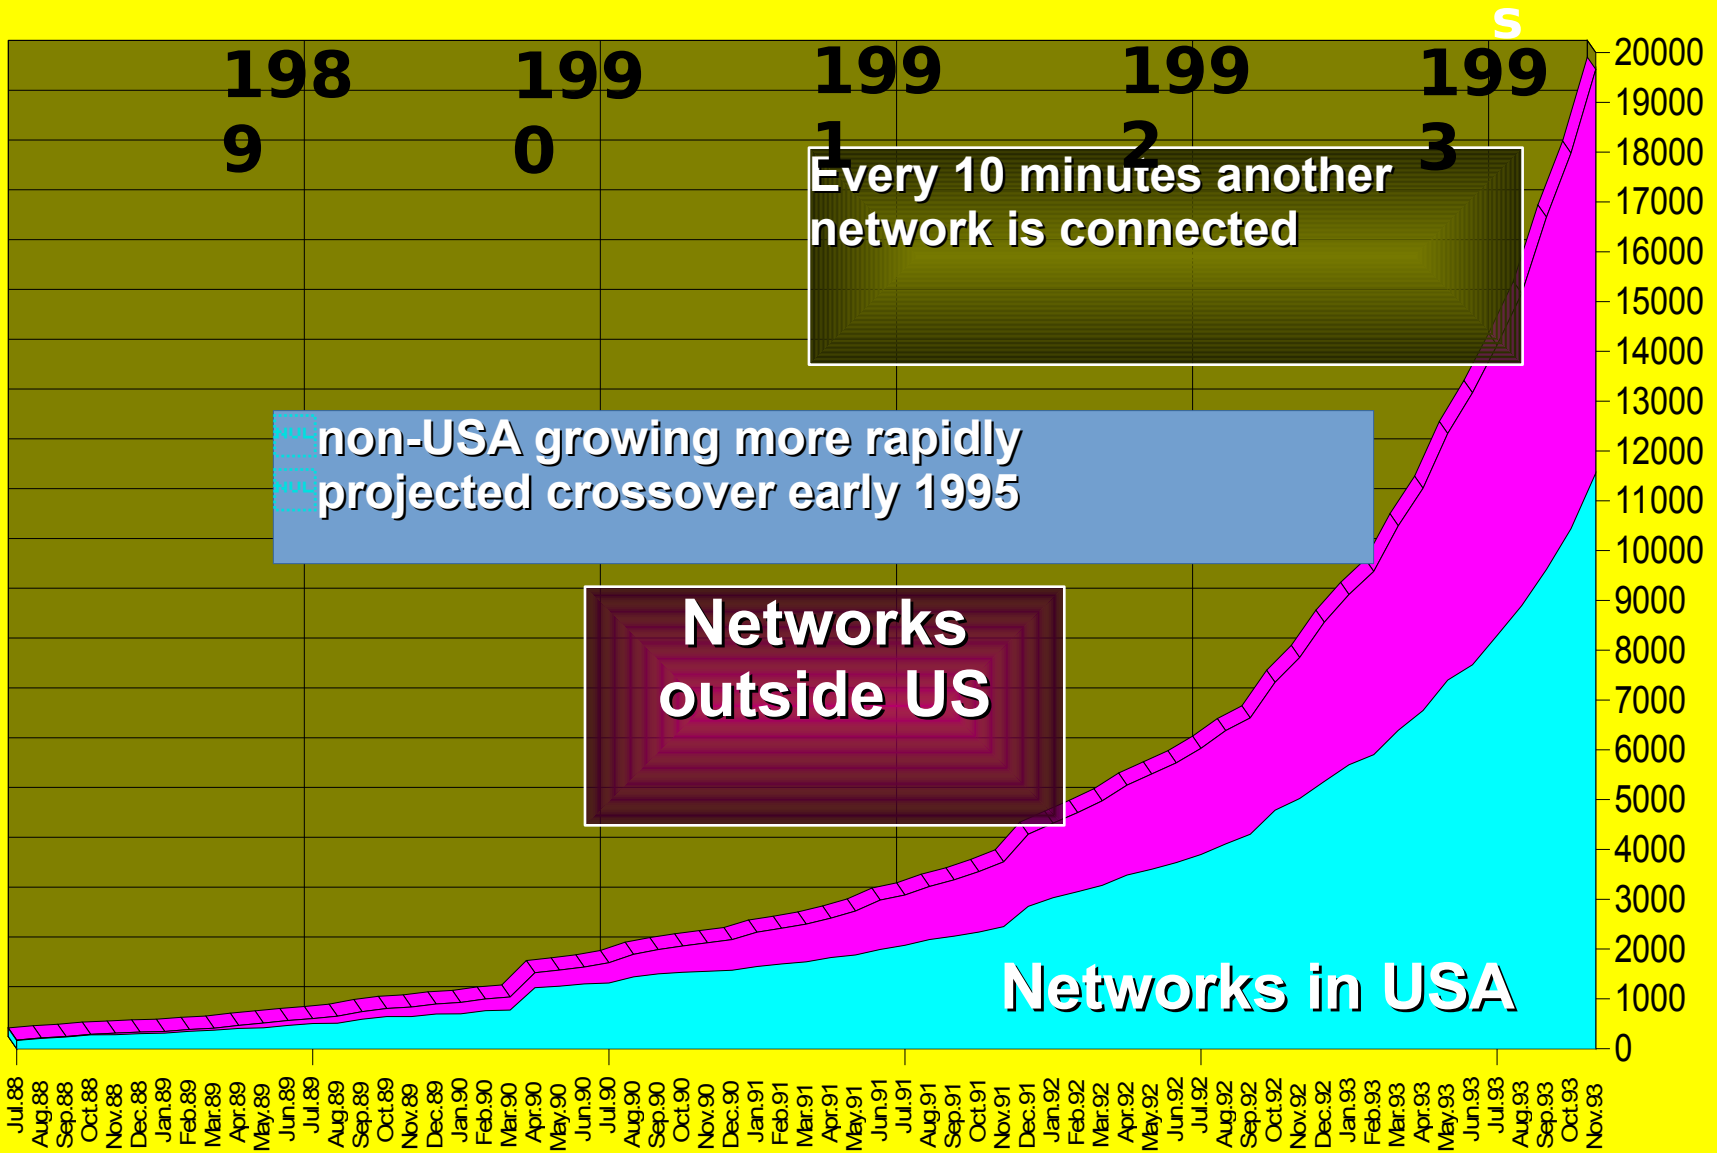 s
198
9
199
0
199
1
199
2
199
3
Every 10 minutes another
network is connected
NUL non-USA growing more rapidly
NUL projected crossover early 1995
Networks
outside US
Networks in USA
20000
19000
18000
17000
16000
15000
14000
13000
12000
11000
10000
9000
8000
7000
6000
5000
4000
3000
2000
1000
0
Jul.88
Aug.88
Sep.88
Oct.88
Nov.88
Dec.88
Jan.89
Feb.89
Mar.89
Apr.89
May.89
Jun.89
Jul.89
Aug.89
Sep.89
Oct.89
Nov.89
Dec.89
Jan.90
Feb.90
Mar.90
Apr.90
May.90
Jun.90
Jul.90
Aug.90
Sep.90
Oct.90
Nov.90
Dec.90
Jan.91
Feb.91
Mar.91
Apr.91
May.91
Jun.91
Jul.91
Aug.91
Sep.91
Oct.91
Nov.91
Dec.91
Jan.92
Feb.92
Mar.92
Apr.92
May.92
Jun.92
Jul.92
Aug.92
Sep.92
Oct.92
Nov.92
Dec.92
Jan.93
Feb.93
Mar.93
Apr.93
May.93
Jun.93
Jul.93
Aug.93
Sep.93
Oct.93
Nov.93